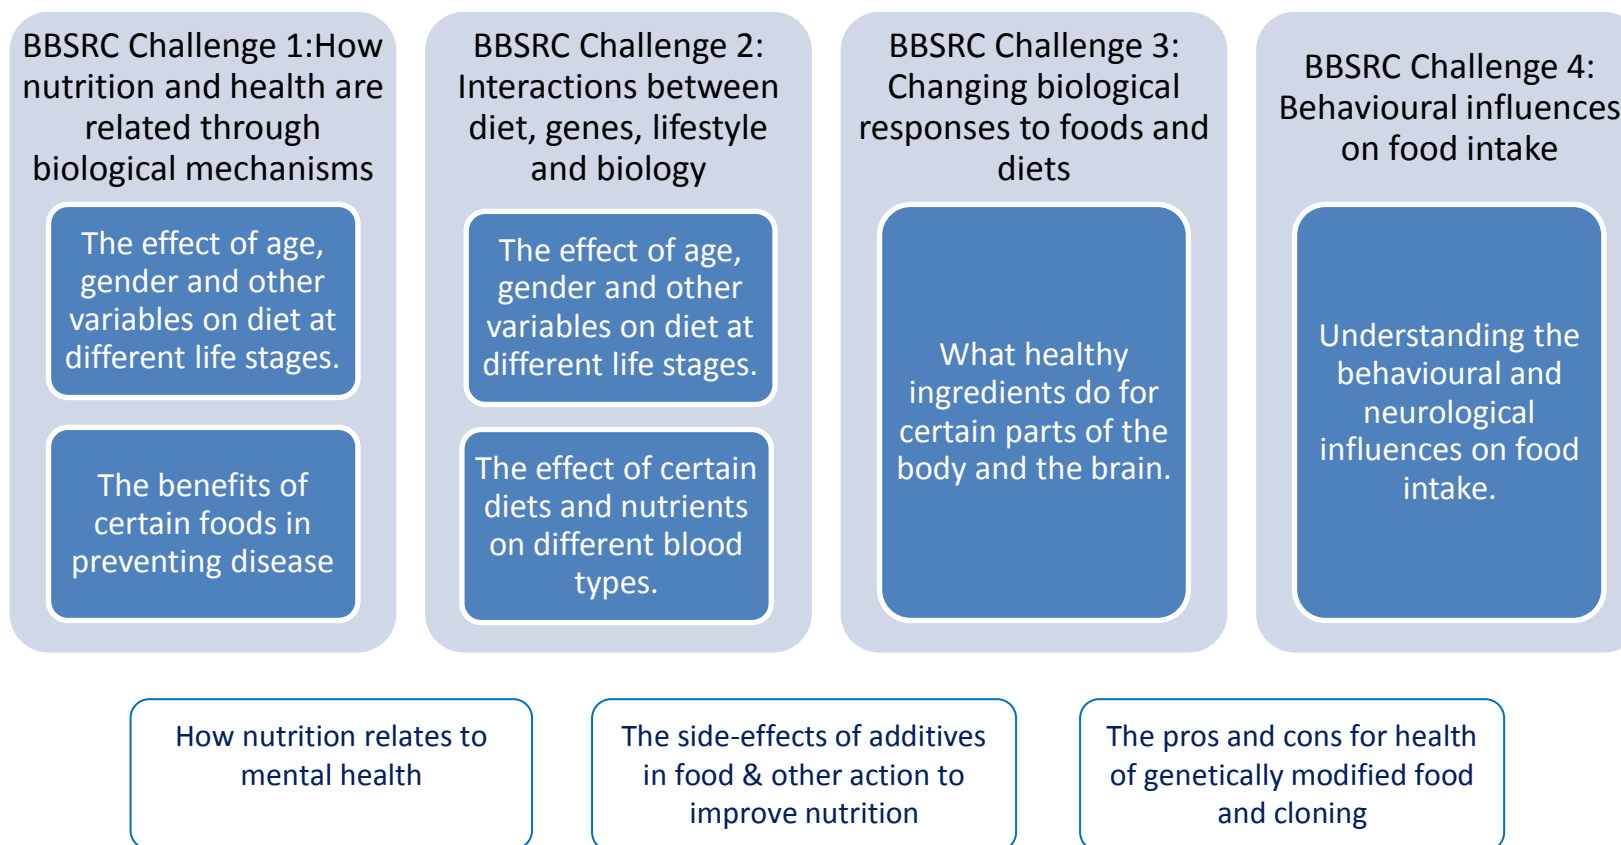 BBSRC Challenge 1:How
nutrition and health are
related through
biological mechanisms
The effect of age,
gender and other
variables on diet at
different life stages.
The benefits of
certain foods in
preventing disease
BBSRC Challenge 2:
Interactions between
diet, genes, lifestyle
and biology
The effect of age,
gender and other
variables on diet at
different life stages.
The effect of certain
diets and nutrients
on different blood
types.
BBSRC Challenge 3:
Changing biological
responses to foods and
diets
What healthy
ingredients do for
certain parts of the
body and the brain.
BBSRC Challenge 4:
Behavioural influences
on food intake
Understanding the
behavioural and
neurological
influences on food
intake.
How nutrition relates to
mental health
The side-effects of additives
in food & other action to
improve nutrition
The pros and cons for health
of genetically modified food
and cloning